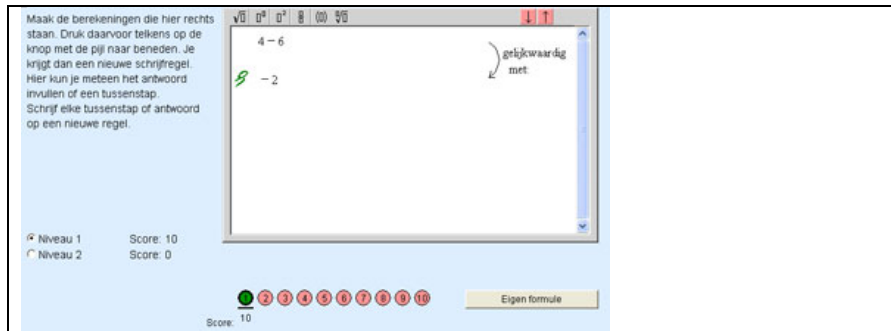 Maak de berekeningen die hier rechts
staan. Druk daarvoor telkens op de
knop met de pijl naar beneden. Je
krijgt dan een nieuwe schrijfregel.
Hier kun je meteen het antwoord
invullen of een tussenstap.
Schrijf elke tussenstap of antwoord
op een nieuwe regel.
4 − 6
gelijkwaardig
met:
− 2
Niveau 1 Score: 10
Niveau 2 Score: 0
1 2 3 4 5 6 7 8 9 10
Score: 10
Eigen formule